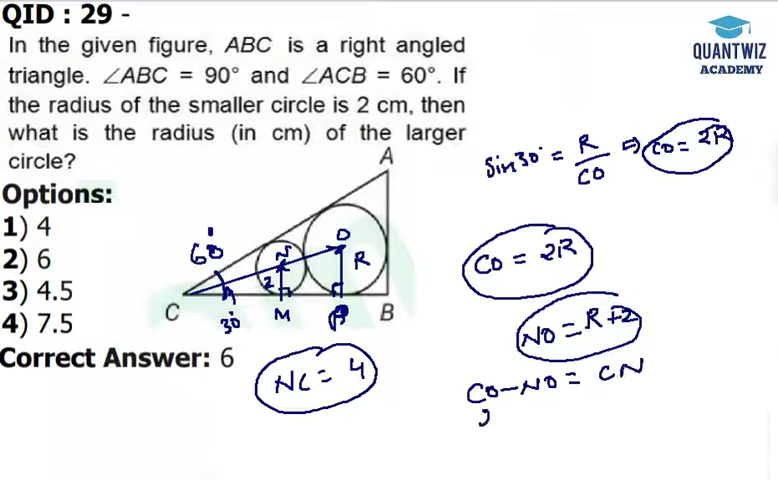 QID : 29 -
In the given figure, ABC is a right angled
triangle. ∠ABC = 90° and ∠ACB = 60°. If
the radius of the smaller circle is 2 cm, then
what is the radius (in cm) of the larger
circle?
Options:
1) 4
2) 6
3) 4.5
4) 7.5
Correct Answer: 6
QUANTWIZ
ACADEMY
Sin30° = R/CO ⇒ CO = 2R
A
60°
N
O
R
2
C
30°
M
P
B
CO = 2R
NO = R+2
NC = 4
CO-NO = CN